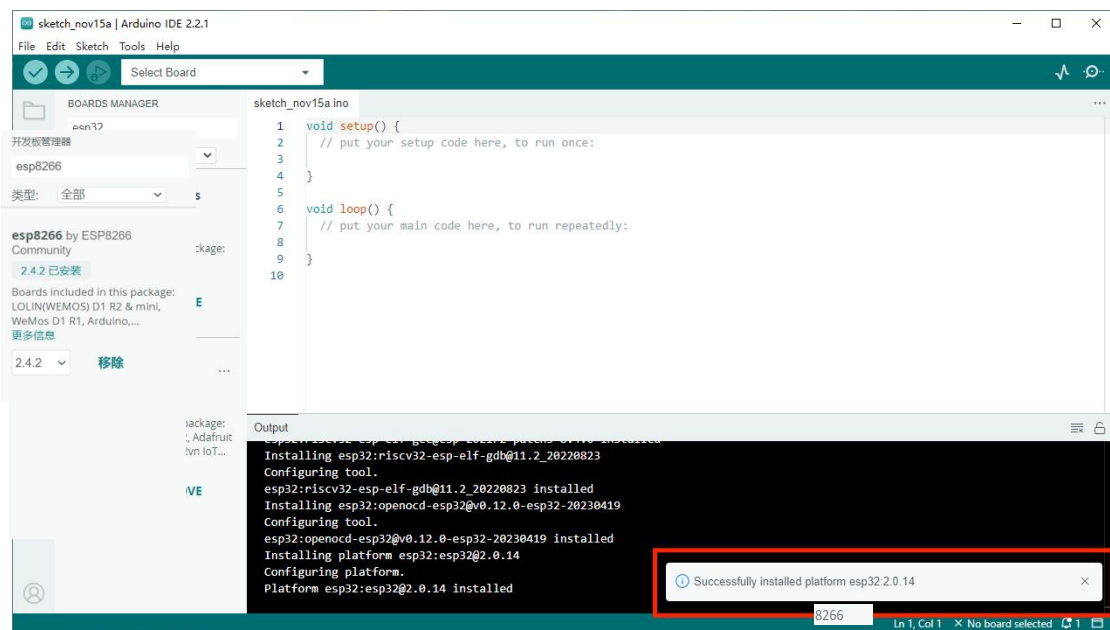 sketch_nov15a | Arduino IDE 2.2.1
File Edit Sketch Tools Help
Select Board
BOARDS MANAGER
esp32
开发板管理器
esp8266
类型: 全部
esp8266 by ESP8266
Community
2.4.2 已安装
Boards included in this package:
LOLIN(WEMOS) D1 R2 & mini,
WeMos D1 R1, Arduino,...
更多信息
2.4.2 移除
s
ckage:
E
...
package:
, Adafruit
vn IoT...
OVE
sketch_nov15a.ino
...
1 void setup() {
2 // put your setup code here, to run once:
3
4 }
5
6 void loop() {
7 // put your main code here, to run repeatedly:
8
9 }
10
Output
Installing esp32:riscv32-esp-elf-gdb@11.2_20220823
Configuring tool.
esp32:riscv32-esp-elf-gdb@11.2_20220823 installed
Installing esp32:openocd-esp32@v0.12.0-esp32-20230419
Configuring tool.
esp32:openocd-esp32@v0.12.0-esp32-20230419 installed
Installing platform esp32:esp32@2.0.14
Configuring platform.
Platform esp32:esp32@2.0.14 installed
Successfully installed platform esp32:2.0.14
8266
Ln 1, Col 1 × No board selected 1